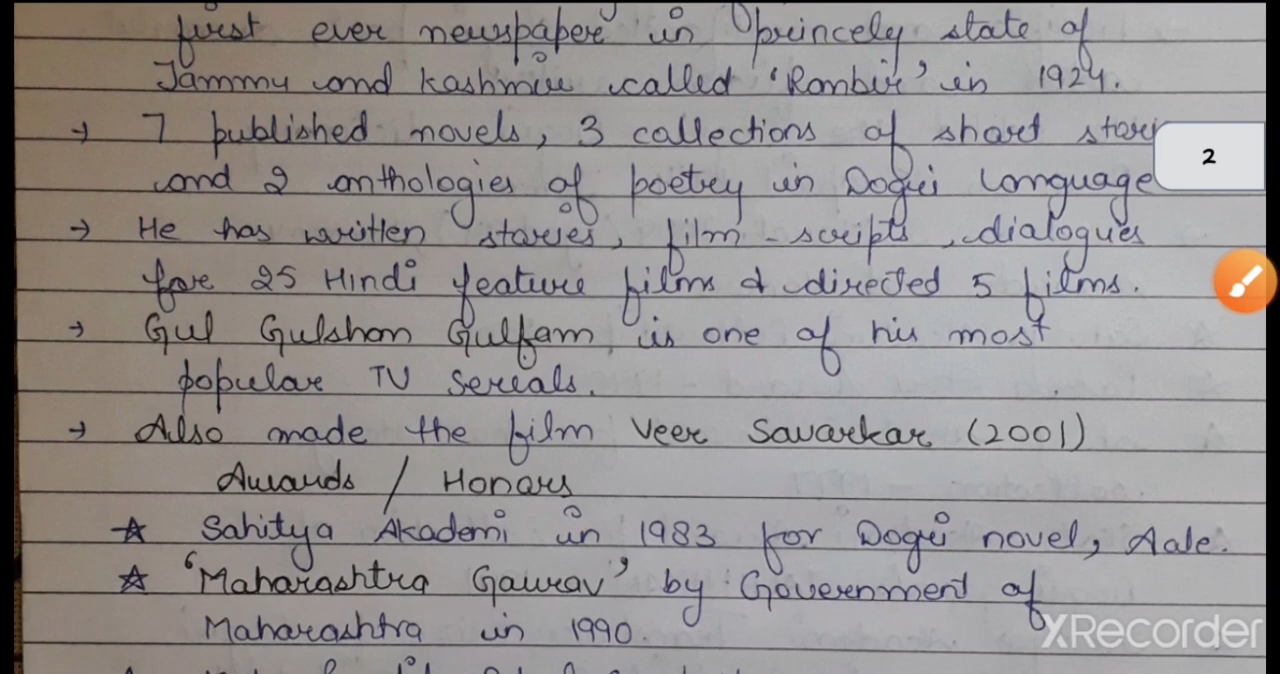 first ever newspaper in princely state of
Jammu and Kashmir called 'Ranbir' in 1924.
→ 7 published novels, 3 collections of short stori
2
and 2 anthologies of poetry in Dogri Language
→ He has written stories, film-scripts, dialogues
for 25 Hindi feature films & directed 5 films.
→ Gul Gulshan Gulfam is one of his most
popular TV Serials.
→ Also made the film Veer Savarkar (2001)
Awards / Honors
☆ Sahitya Akademi in 1983 for Dogri novel, Aale.
☆ 'Maharashtra Gaurav' by Government of
Maharashtra in 1990.
XRecorder